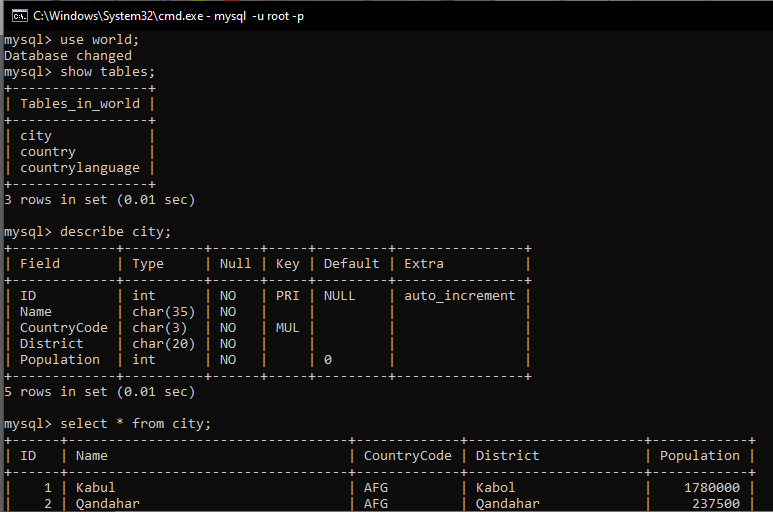 C:\Windows\System32\cmd.exe - mysql  -u root -p
mysql> use world;
Database changed
mysql> show tables;
+-----------------+
| Tables_in_world |
+-----------------+
| city            |
| country         |
| countrylanguage |
+-----------------+
3 rows in set (0.01 sec)

mysql> describe city;
+-------------+----------+------+-----+---------+----------------+
| Field       | Type     | Null | Key | Default | Extra          |
+-------------+----------+------+-----+---------+----------------+
| ID          | int      | NO   | PRI | NULL    | auto_increment |
| Name        | char(35) | NO   |     |         |                |
| CountryCode | char(3)  | NO   | MUL |         |                |
| District    | char(20) | NO   |     |         |                |
| Population  | int      | NO   |     | 0       |                |
+-------------+----------+------+-----+---------+----------------+
5 rows in set (0.01 sec)

mysql> select * from city;
+------+-----------------------------------+-------------+----------------------+------------+
| ID   | Name                              | CountryCode | District             | Population |
+------+-----------------------------------+-------------+----------------------+------------+
|    1 | Kabul                             | AFG         | Kabol                |    1780000 |
|    2 | Qandahar                          | AFG         | Qandahar             |     237500 |